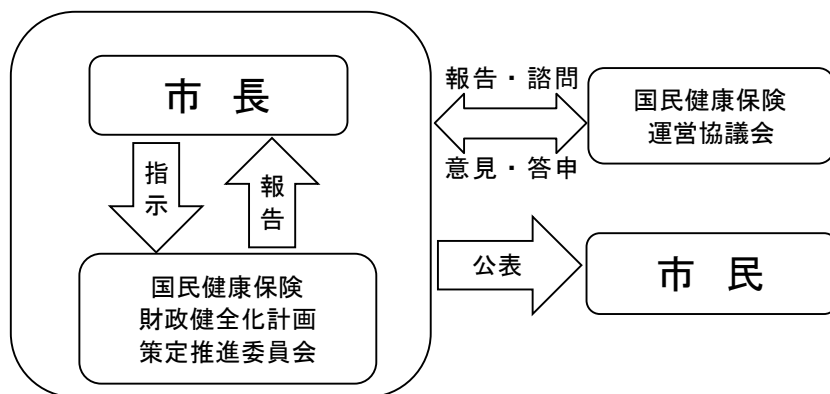 市 長
指示
報告
国民健康保険
財政健全化計画
策定推進委員会
報告・諮問
意見・答申
国民健康保険
運営協議会
公表
市 民